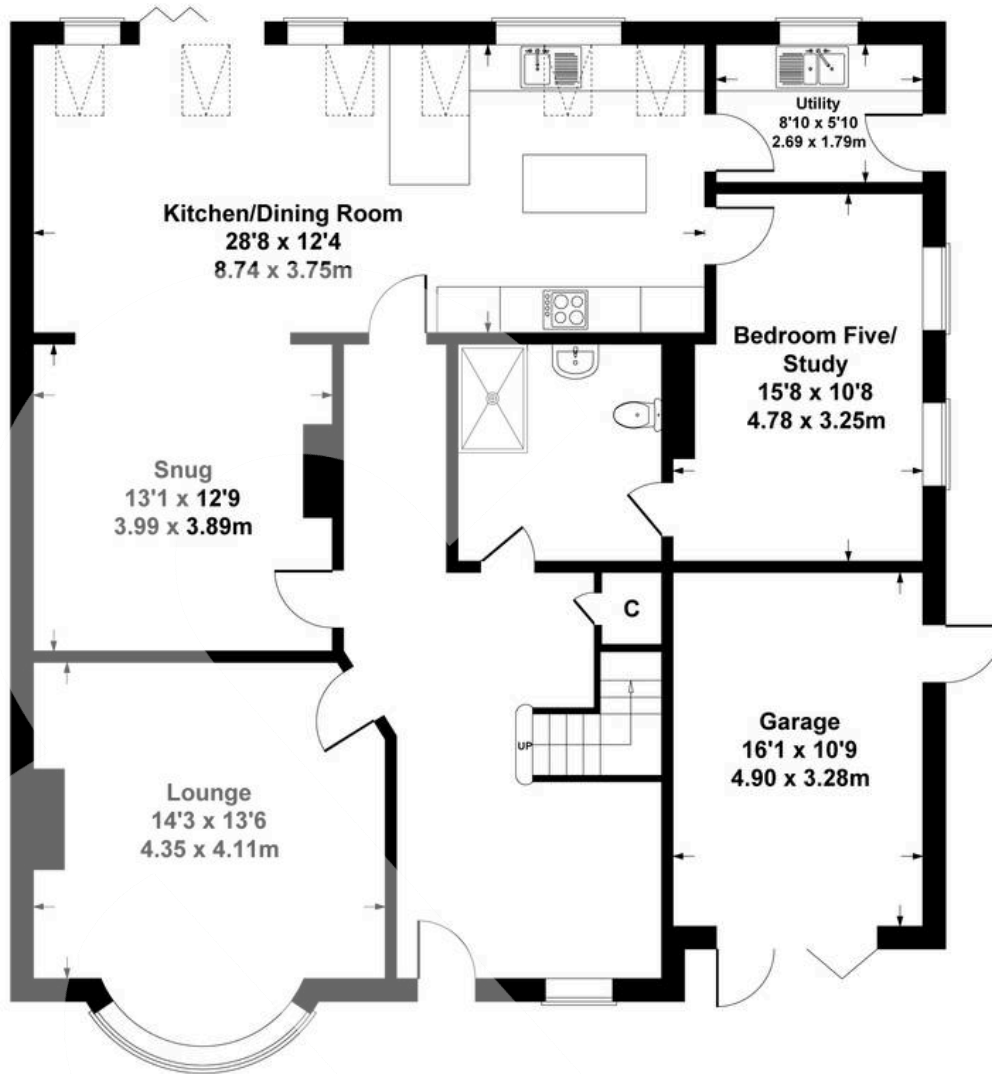 Utility
8'10 x 5'10
2.69 x 1.79m
Kitchen/Dining Room
28'8 x 12'4
8.74 x 3.75m
Bedroom Five/
Study
15'8 x 10'8
4.78 x 3.25m
Snug
13'1 x 12'9
3.99 x 3.89m
C
UP
Garage
16'1 x 10'9
4.90 x 3.28m
Lounge
14'3 x 13'6
4.35 x 4.11m